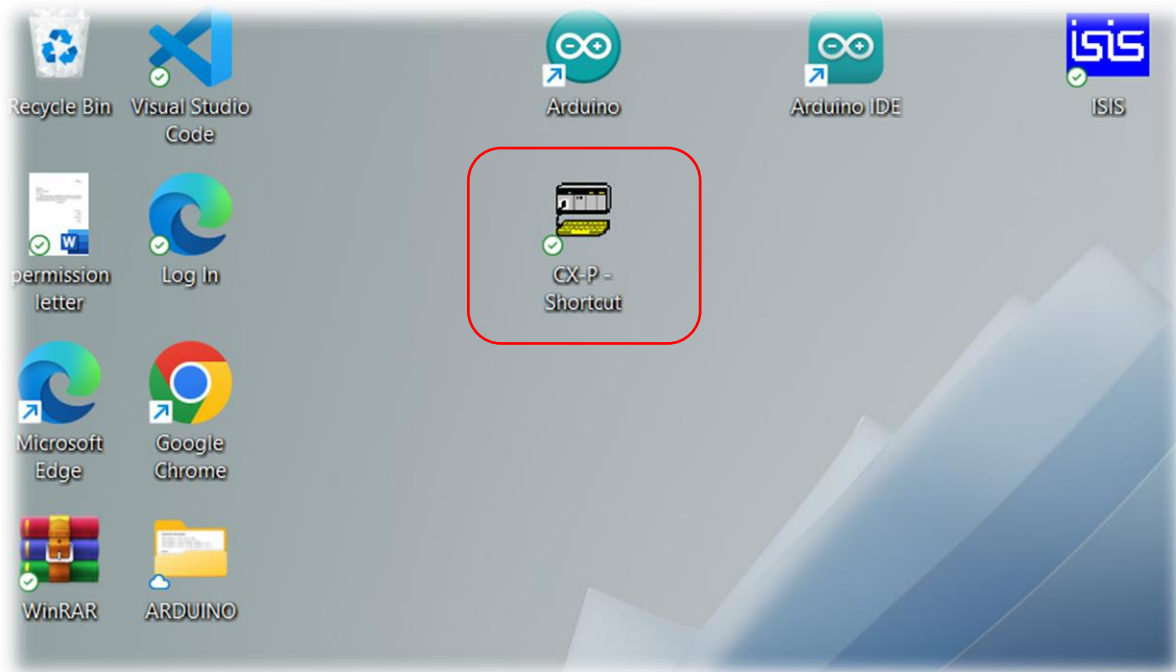 isis
Recycle Bin
Visual Studio
Code
Arduino
Arduino IDE
ISIS
W
permission
letter
Log In
CX-P -
Shortcut
Microsoft
Edge
Google
Chrome
WinRAR
ARDUINO